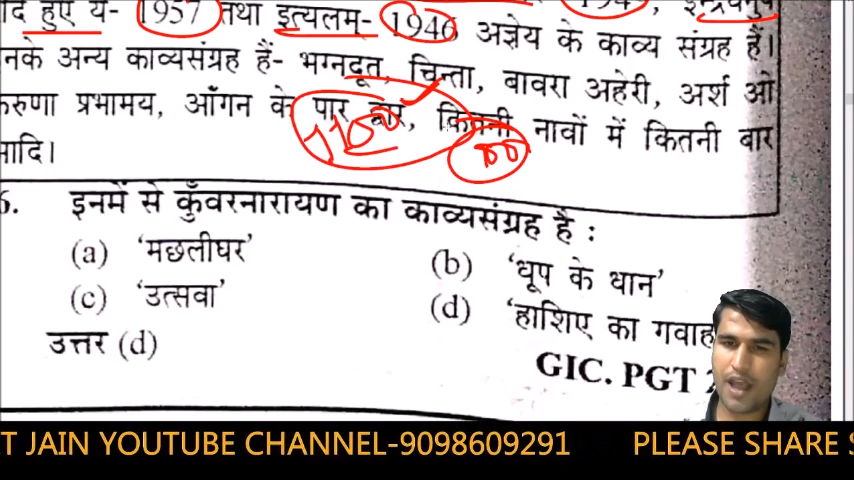 हुए य- 1957 तथा इत्यलम्- 1946, अज्ञेय के काव्य संग्रह हैं।
नके अन्य काव्यसंग्रह हैं- भग्नदूत, चिन्ता, बावरा अहेरी, अर्श ओ
रुणा प्रभामय, आँगन के पार द्वार, कितनी नावों में कितनी बार
आदि।
6. इनमें से कुँवरनारायण का काव्यसंग्रह है :
(a) 'मछलीघर'
(b) 'धूप के धान'
(c) 'उत्सवा'
(d) 'हाशिए का गवाह
उत्तर (d)
GIC. PGT
T JAIN YOUTUBE CHANNEL-9098609291 PLEASE SHARE S